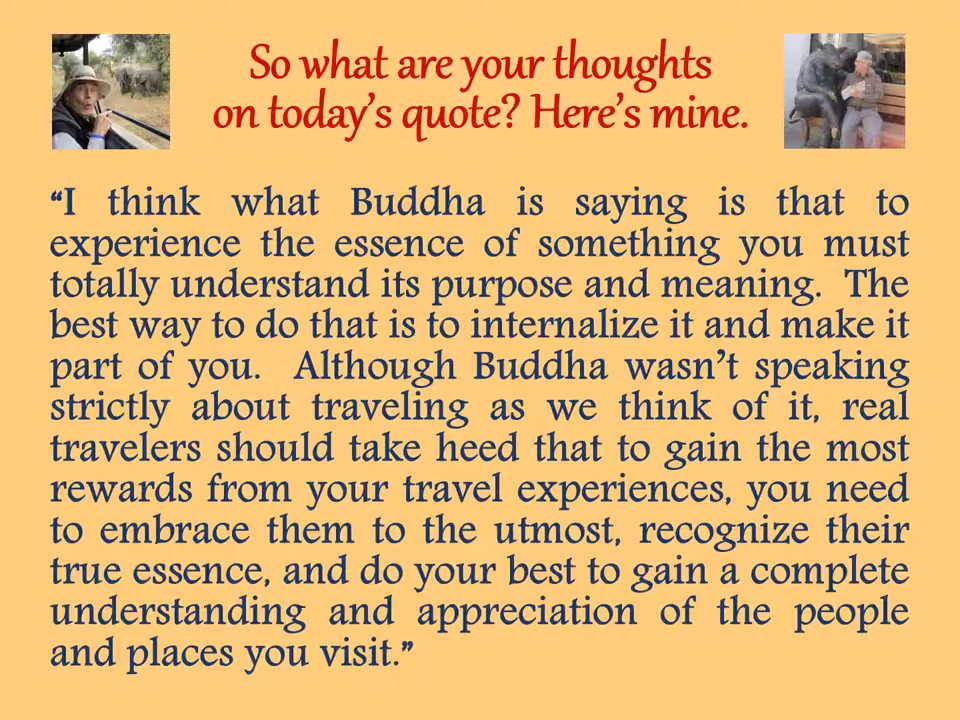 So what are your thoughts
on today's quote? Here's mine.
“I think what Buddha is saying is that to
experience the essence of something you must
totally understand its purpose and meaning.  The
best way to do that is to internalize it and make it
part of you.  Although Buddha wasn't speaking
strictly about traveling as we think of it, real
travelers should take heed that to gain the most
rewards from your travel experiences, you need
to embrace them to the utmost, recognize their
true essence, and do your best to gain a complete
understanding and appreciation of the people
and places you visit.”